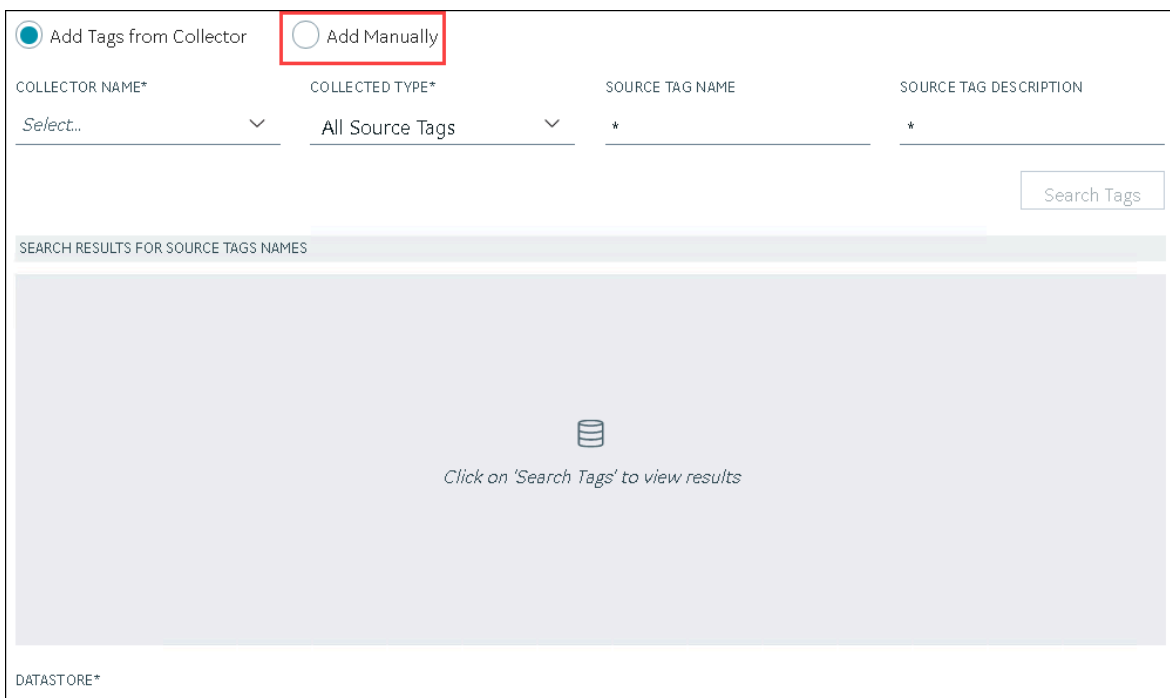 Add Tags from Collector Add Manually
COLLECTOR NAME* COLLECTED TYPE* SOURCE TAG NAME SOURCE TAG DESCRIPTION
Select... All Source Tags * *
Search Tags
SEARCH RESULTS FOR SOURCE TAGS NAMES
Click on 'Search Tags' to view results
DATASTORE*